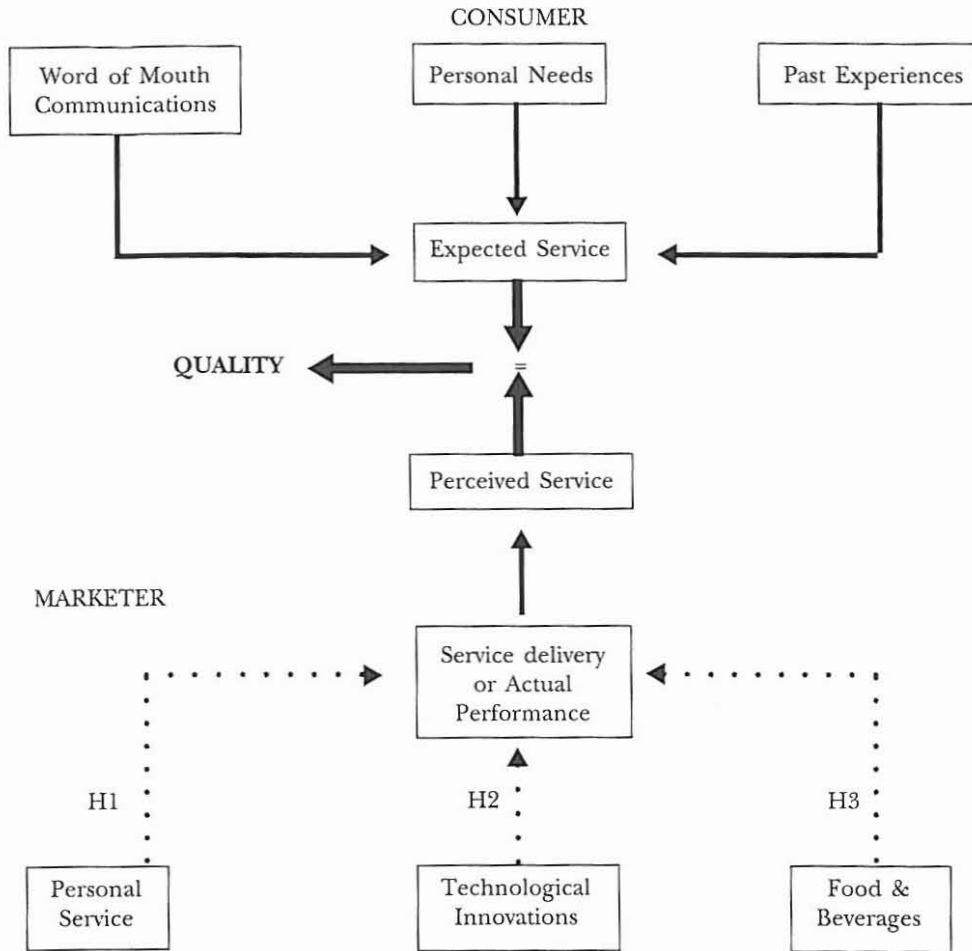 CONSUMER
Word of Mouth
Communications
Personal Needs
Past Experiences
Expected Service
QUALITY
=
Perceived Service
MARKETER
Service delivery
or Actual
Performance
H1
H2
H3
Personal
Service
Technological
Innovations
Food &
Beverages